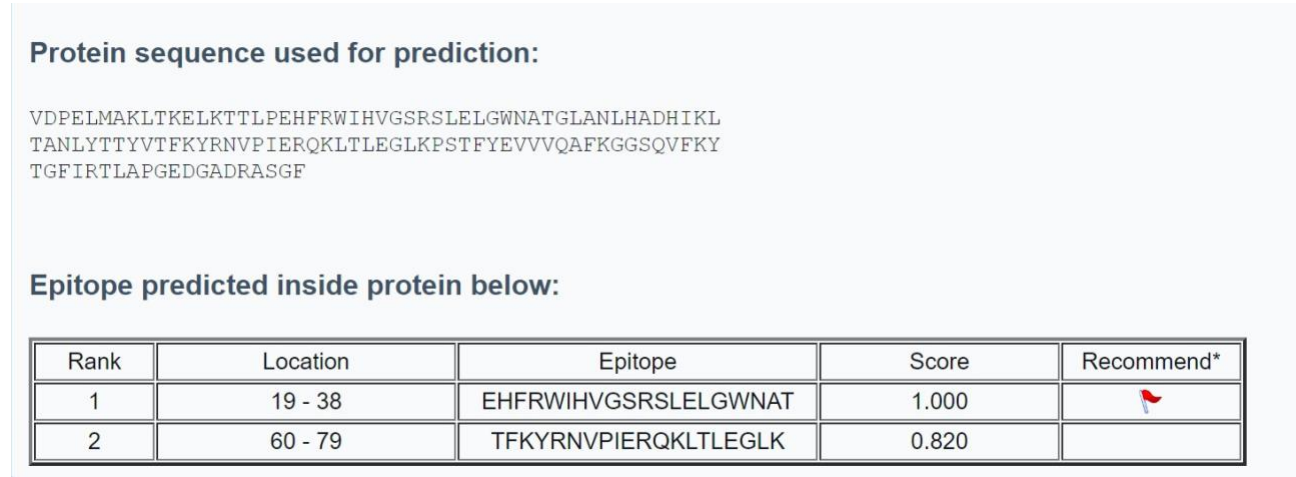 Protein sequence used for prediction:
VDPELMAKLTKELKTTLPEHFRWIHVGSRSLELGWNATGLANLHADHIKL
TANLYTTYVTFKYRNVPIERQKLTLEGLKPSTFYEVVVQAFKGGSQVFKY
TGFIRTLAPGEDGADRASGF
Epitope predicted inside protein below:
Rank Location Epitope Score Recommend*
1 19 - 38 EHFRWIHVGSRSLELGWNAT 1.000
2 60 - 79 TFKYRNVPIERQKLTLEGLK 0.820